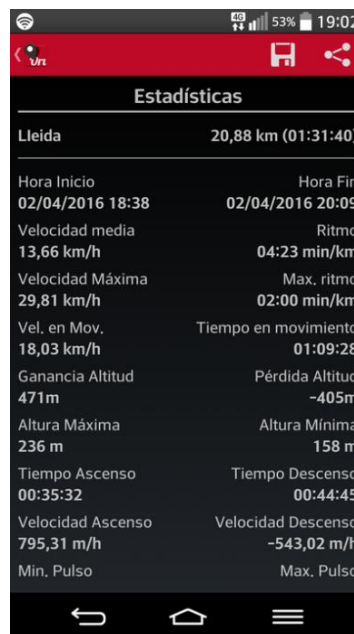 4G 53% 19:02
uri
Estadísticas
Lleida 20,88 km (01:31:40)
Hora Inicio Hora Fin
02/04/2016 18:38 02/04/2016 20:09
Velocidad media Ritmo
13,66 km/h 04:23 min/km
Velocidad Máxima Max. ritmo
29,81 km/h 02:00 min/km
Vel. en Mov. Tiempo en movimiento
18,03 km/h 01:09:28
Ganancia Altitud Pérdida Altitud
471m -405m
Altura Máxima Altura Mínima
236 m 158 m
Tiempo Ascenso Tiempo Descenso
00:35:32 00:44:45
Velocidad Ascenso Velocidad Descenso
795,31 m/h -543,02 m/h
Min. Pulso Max. Pulso